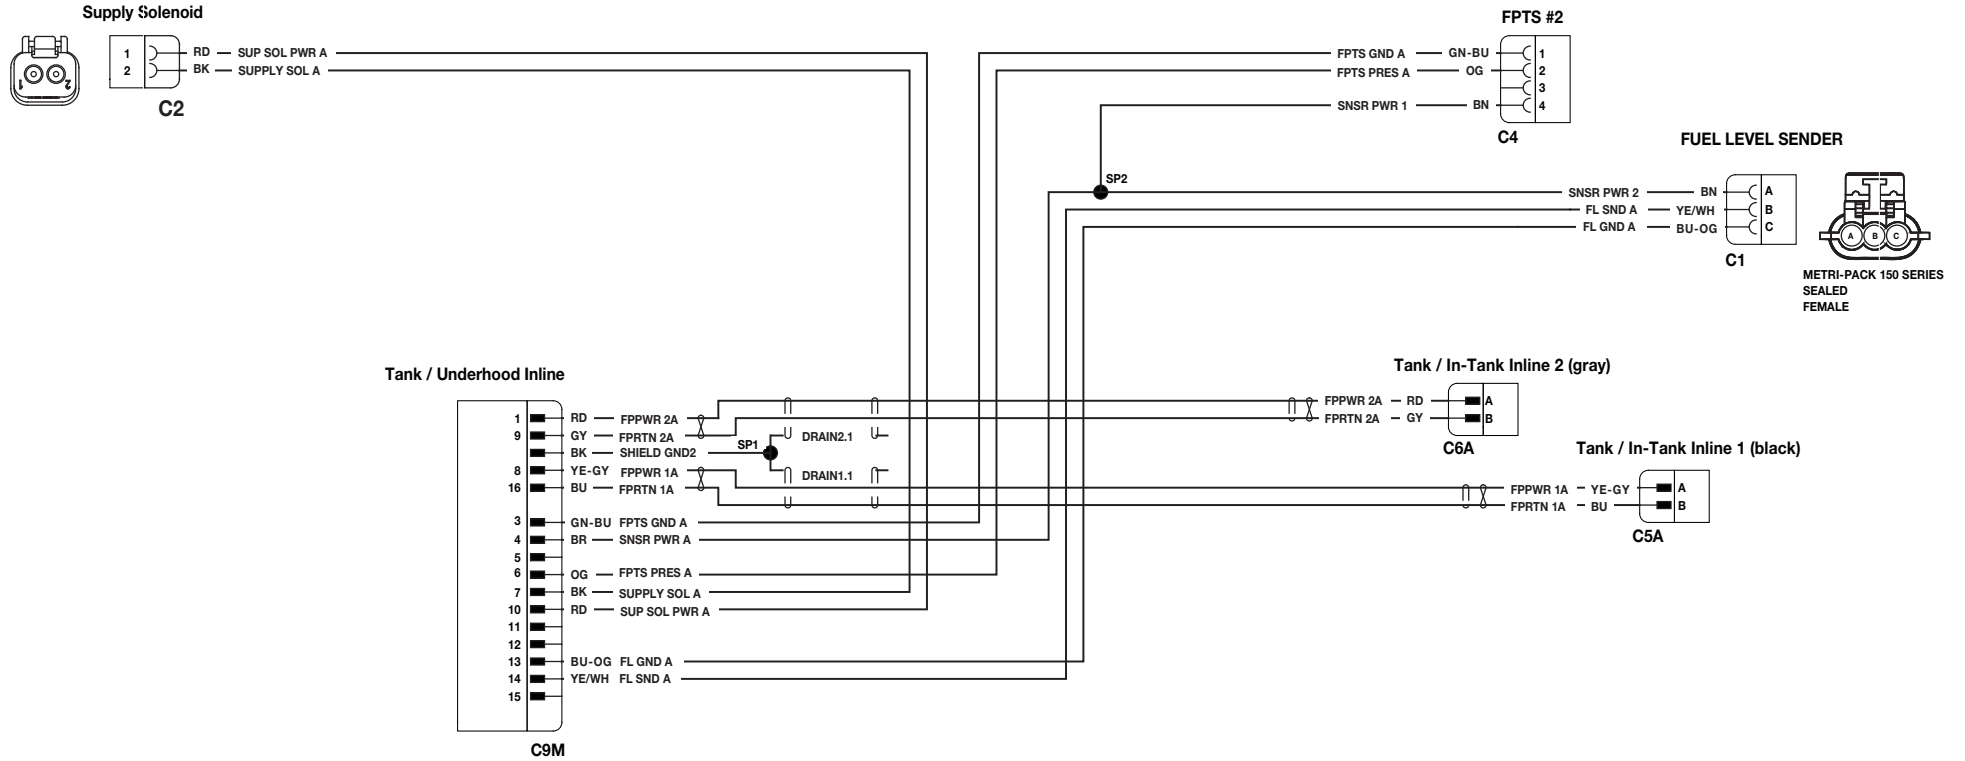 Supply Solenoid
1 RD SUP SOL PWR A
2 BK SUPPLY SOL A
C2
1 2
FPTS #2
FPTS GND A GN-BU 1
FPTS PRES A OG 2
3
SNSR PWR 1 BN 4
C4
FUEL LEVEL SENDER
SP2
SNSR PWR 2 BN A
FL SND A YE/WH B
FL GND A BU-OG C
C1
A B C
METRI-PACK 150 SERIES
SEALED
FEMALE
Tank / Underhood Inline
1 RD FPPWR 2A
9 GY FPRTN 2A
BK SHIELD GND2
8 YE-GY FPPWR 1A
16 BU FPRTN 1A
3 GN-BU FPTS GND A
4 BR SNSR PWR A
5
6 OG FPTS PRES A
7 BK SUPPLY SOL A
10 RD SUP SOL PWR A
11
12
13 BU-OG FL GND A
14 YE/WH FL SND A
15
C9M
SP1
DRAIN2.1
DRAIN1.1
Tank / In-Tank Inline 2 (gray)
FPPWR 2A RD A
FPRTN 2A GY B
C6A
Tank / In-Tank Inline 1 (black)
FPPWR 1A YE-GY A
FPRTN 1A BU B
C5A